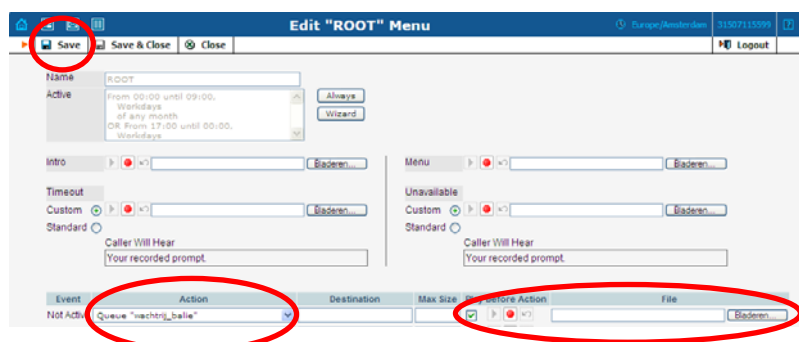 Edit "ROOT" Menu
Europe/Amsterdam 31507115599
Save Save & Close Close Logout
Name ROOT
Active From 00:00 until 09:00, Always
Workdays Wizard
of any month
OR From 17:00 until 00:00,
Workdays
Intro Bladeren... Menu Bladeren...
Timeout Unavailable
Custom Bladeren... Custom Bladeren...
Standard Standard
Caller Will Hear Caller Will Hear
Your recorded prompt. Your recorded prompt.
Event Action Destination Max Size Play Before Action File
Not Activ Queue "wachtrij_balie" Bladeren...